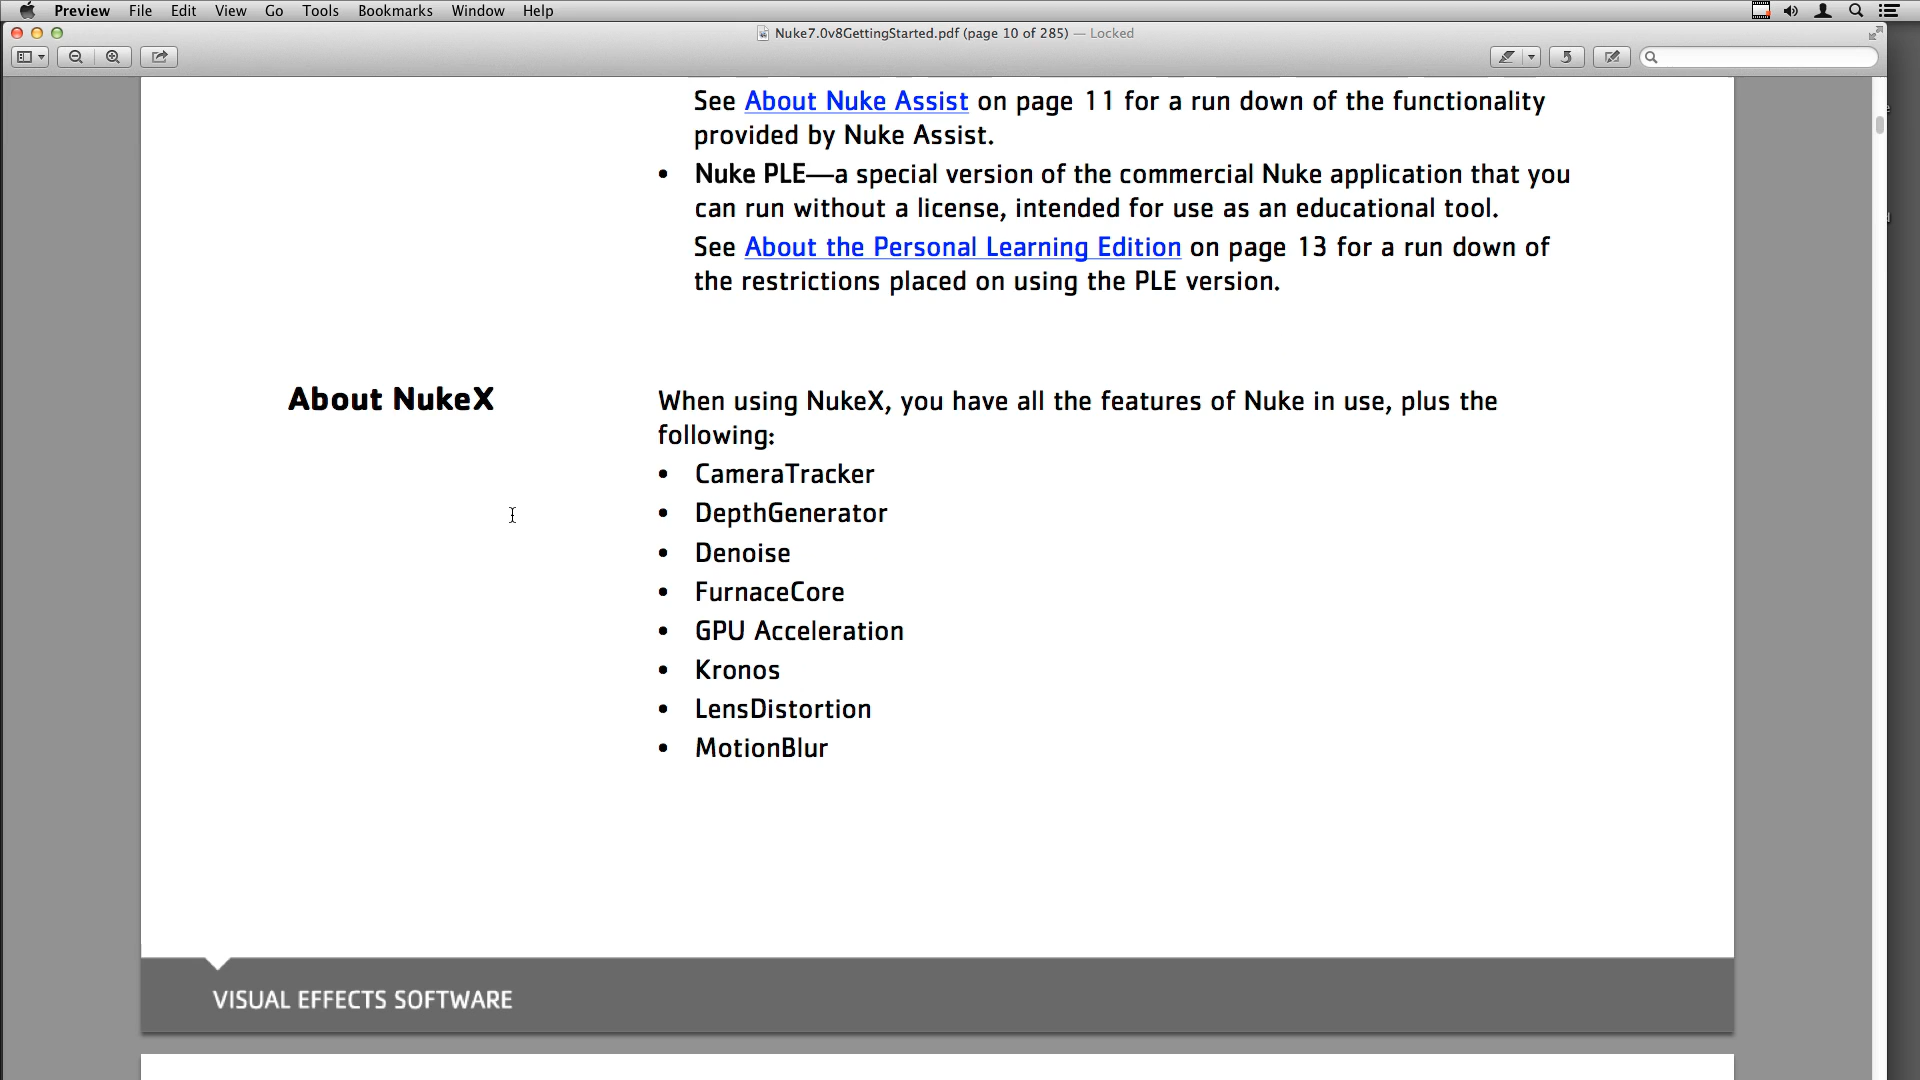 Preview File Edit View Go Tools Bookmarks Window Help
Nuke7.0v8GettingStarted.pdf (page 10 of 285) — Locked
See About Nuke Assist on page 11 for a run down of the functionality
provided by Nuke Assist.
• Nuke PLE—a special version of the commercial Nuke application that you
can run without a license, intended for use as an educational tool.
See About the Personal Learning Edition on page 13 for a run down of
the restrictions placed on using the PLE version.
About NukeX
When using NukeX, you have all the features of Nuke in use, plus the
following:
• CameraTracker
• DepthGenerator
• Denoise
• FurnaceCore
• GPU Acceleration
• Kronos
• LensDistortion
• MotionBlur
VISUAL EFFECTS SOFTWARE